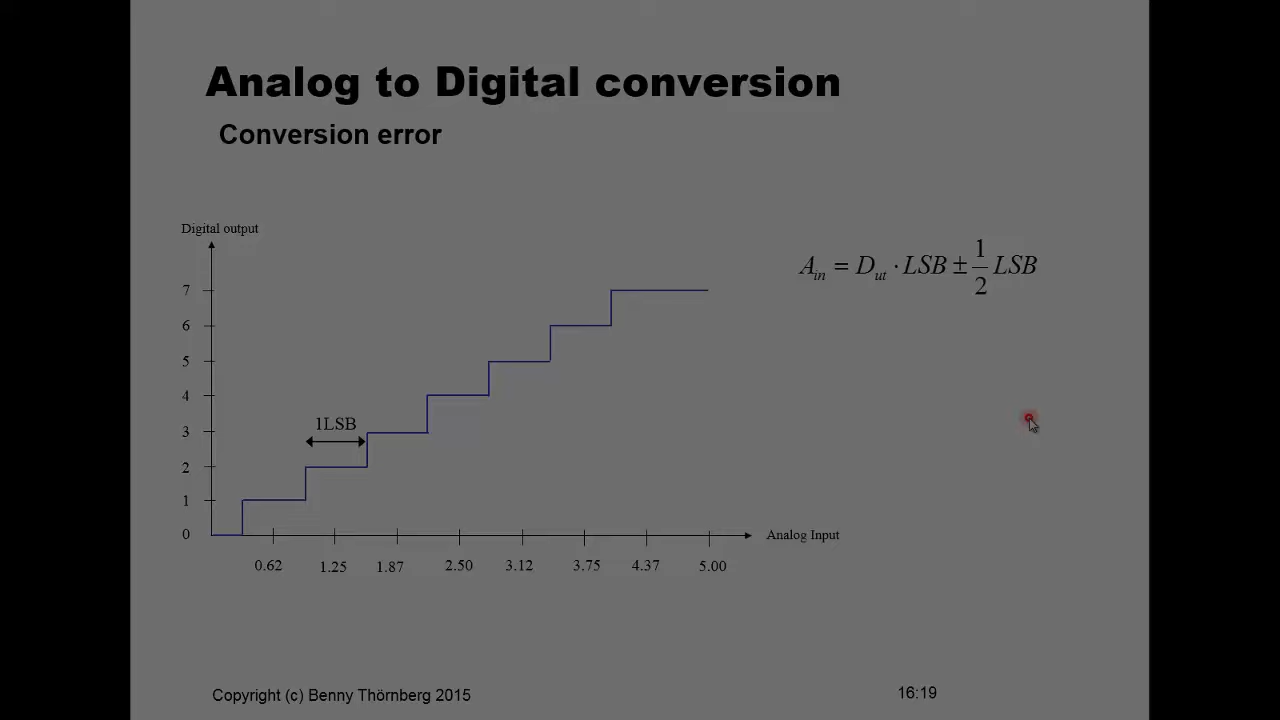 Analog to Digital conversion
Conversion error
Digital output
A_in = D_ut · LSB ± 1/2 LSB
7
6
5
4
1LSB
3
2
1
0
Analog Input
0.62 1.25 1.87 2.50 3.12 3.75 4.37 5.00
Copyright (c) Benny Thörnberg 2015
16:19